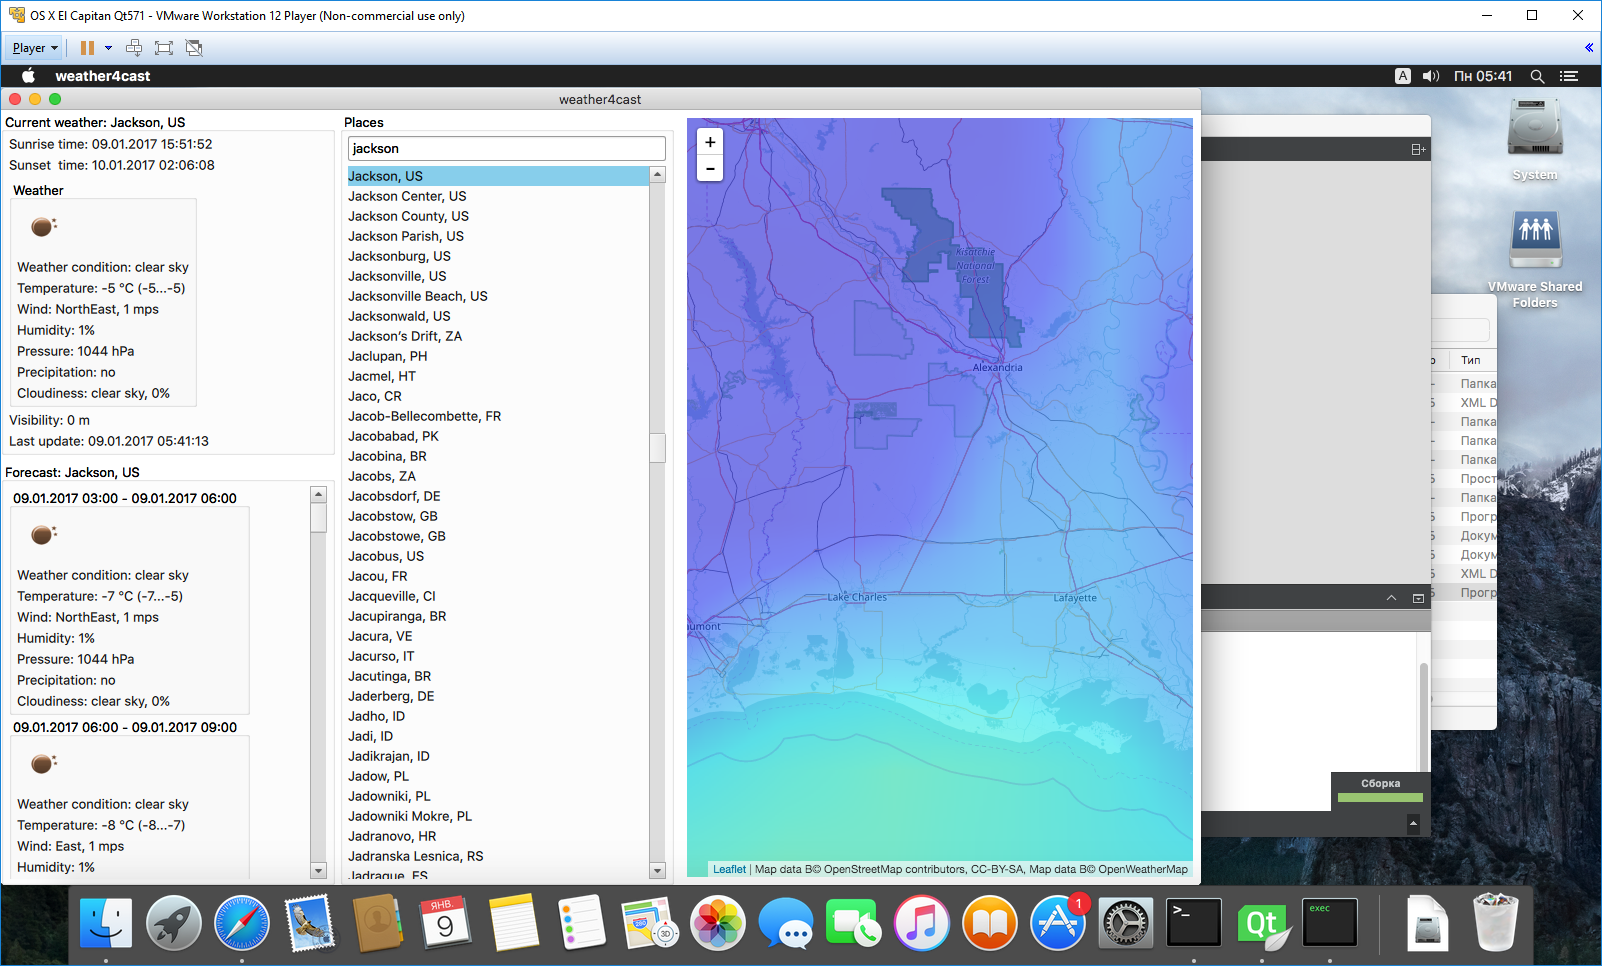 OS X El Capitan Qt571 - VMware Workstation 12 Player (Non-commercial use only)
Player
weather4cast
A
Пн 05:41
weather4cast
Current weather: Jackson, US
Sunrise time: 09.01.2017 15:51:52
Sunset  time: 10.01.2017 02:06:08
Weather
Weather condition: clear sky
Temperature: -5 °C (-5...-5)
Wind: NorthEast, 1 mps
Humidity: 1%
Pressure: 1044 hPa
Precipitation: no
Cloudiness: clear sky, 0%
Visibility: 0 m
Last update: 09.01.2017 05:41:13
Forecast: Jackson, US
09.01.2017 03:00 - 09.01.2017 06:00
Weather condition: clear sky
Temperature: -7 °C (-7...-5)
Wind: NorthEast, 1 mps
Humidity: 1%
Pressure: 1044 hPa
Precipitation: no
Cloudiness: clear sky, 0%
09.01.2017 06:00 - 09.01.2017 09:00
Weather condition: clear sky
Temperature: -8 °C (-8...-7)
Wind: East, 1 mps
Humidity: 1%
Places
jackson
Jackson, US
Jackson Center, US
Jackson County, US
Jackson Parish, US
Jacksonburg, US
Jacksonville, US
Jacksonville Beach, US
Jacksonwald, US
Jackson's Drift, ZA
Jaclupan, PH
Jacmel, HT
Jaco, CR
Jacob-Bellecombette, FR
Jacobabad, PK
Jacobina, BR
Jacobs, ZA
Jacobsdorf, DE
Jacobstow, GB
Jacobstowe, GB
Jacobus, US
Jacou, FR
Jacqueville, CI
Jacupiranga, BR
Jacura, VE
Jacurso, IT
Jacutinga, BR
Jaderberg, DE
Jadho, ID
Jadi, ID
Jadikrajan, ID
Jadow, PL
Jadowniki, PL
Jadowniki Mokre, PL
Jadranovo, HR
Jadranska Lesnica, RS
Jadraque, ES
+
-
Kisatchie
National
Forest
Alexandria
Lake Charles
Lafayette
aumont
Leaflet | Map data В© OpenStreetMap contributors, CC-BY-SA, Map data В© OpenWeatherMap
System
VMware Shared
Folders
Тип
Папка
XML D
Папка
Папка
Папка
Прост
Папка
Прогр
Докум
Докум
XML D
Прогр
Сборка
ЯНВ.
9
3D
1
>_
Qt
exec